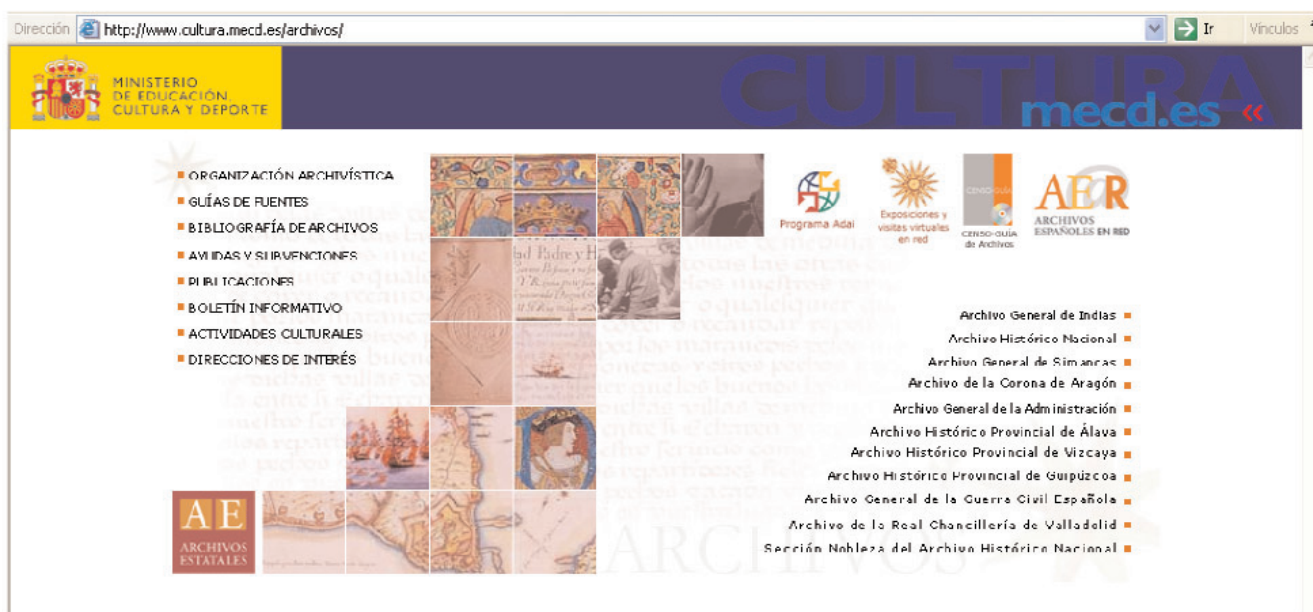 Dirección http://www.cultura.mecd.es/archivos/ Ir Vínculos
MINISTERIO
DE EDUCACIÓN,
CULTURA Y DEPORTE
CULTURA
mecd.es «
ORGANIZACIÓN ARCHIVÍSTICA
GUÍAS DE FUENTES
BIBLIOGRAFÍA DE ARCHIVOS
AYUDAS Y SUBVENCIONES
PUBLICACIONES
BOLETÍN INFORMATIVO
ACTIVIDADES CULTURALES
DIRECCIONES DE INTERÉS
Programa Adai
Exposiciones y
visitas virtuales
en red
CENSO-GUÍA
CENSO-GUÍA
de Archivos
AE@R
ARCHIVOS
ESPAÑOLES EN RED
Archivo General de Indias
Archivo Histórico Nacional
Archivo General de Simancas
Archivo de la Corona de Aragón
Archivo General de la Administración
Archivo Histórico Provincial de Álava
Archivo Histórico Provincial de Vizcaya
Archivo Histórico Provincial de Guipúzcoa
Archivo General de la Guerra Civil Española
Archivo de la Real Chancillería de Valladolid
Sección Nobleza del Archivo Histórico Nacional
AE
ARCHIVOS
ESTATALES
ARCHIVOS